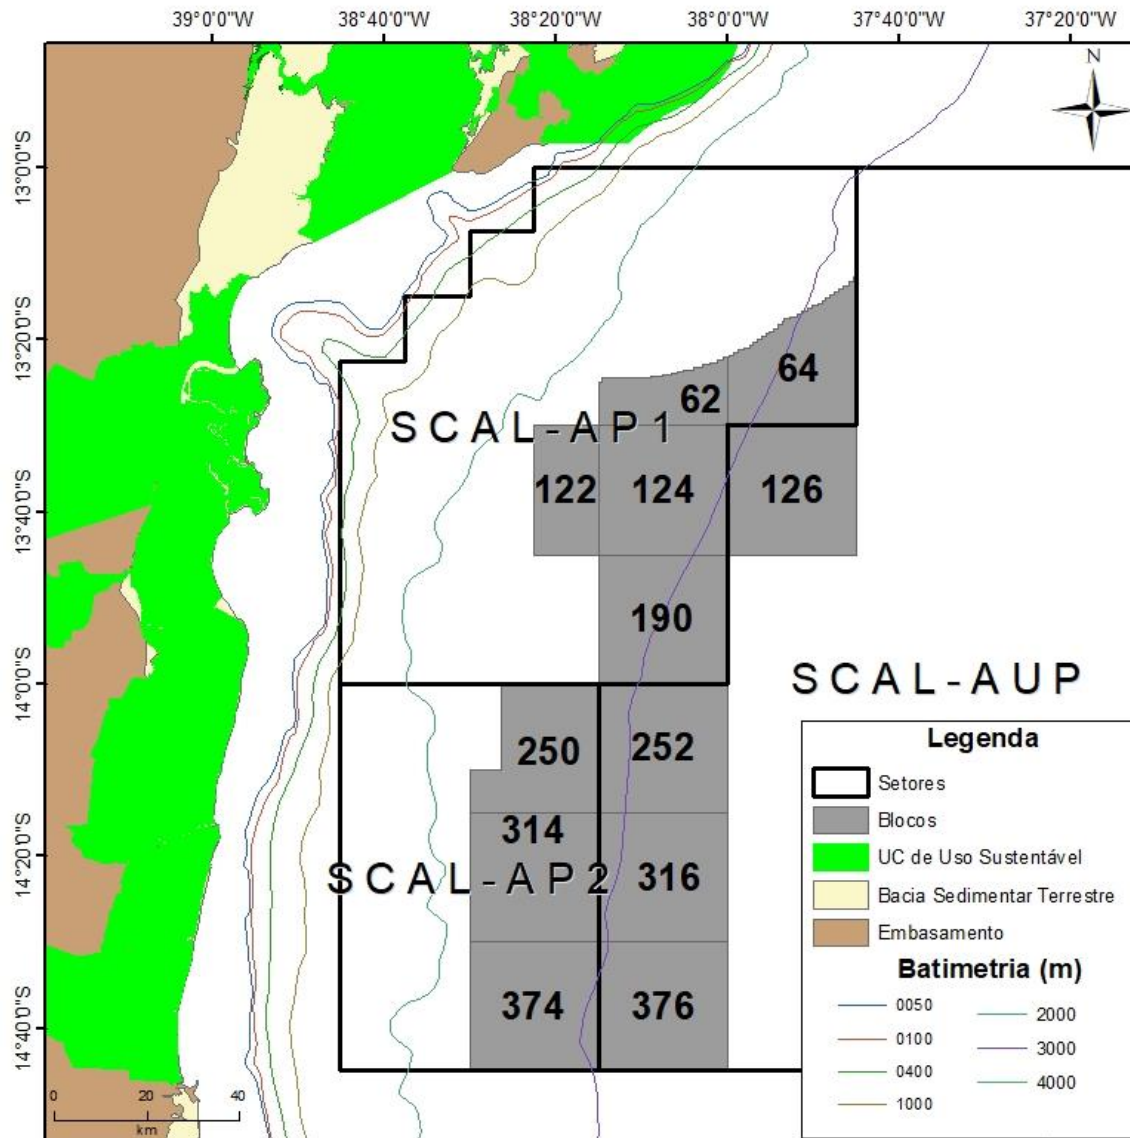 39°0'0"W 38°40'0"W 38°20'0"W 38°0'0"W 37°40'0"W 37°20'0"W
N
13°0'0"S
13°20'0"S
64
62
SCAL-AP1
122 124 126
13°40'0"S
190
14°0'0"S
SCAL-AUP
250 252
314
14°20'0"S
SCAL-AP2 316
374 376
14°40'0"S
0 20 40
km
Legenda
Setores
Blocos
UC de Uso Sustentável
Bacia Sedimentar Terrestre
Embasamento
Batimetria (m)
0050 2000
0100 3000
0400 4000
1000